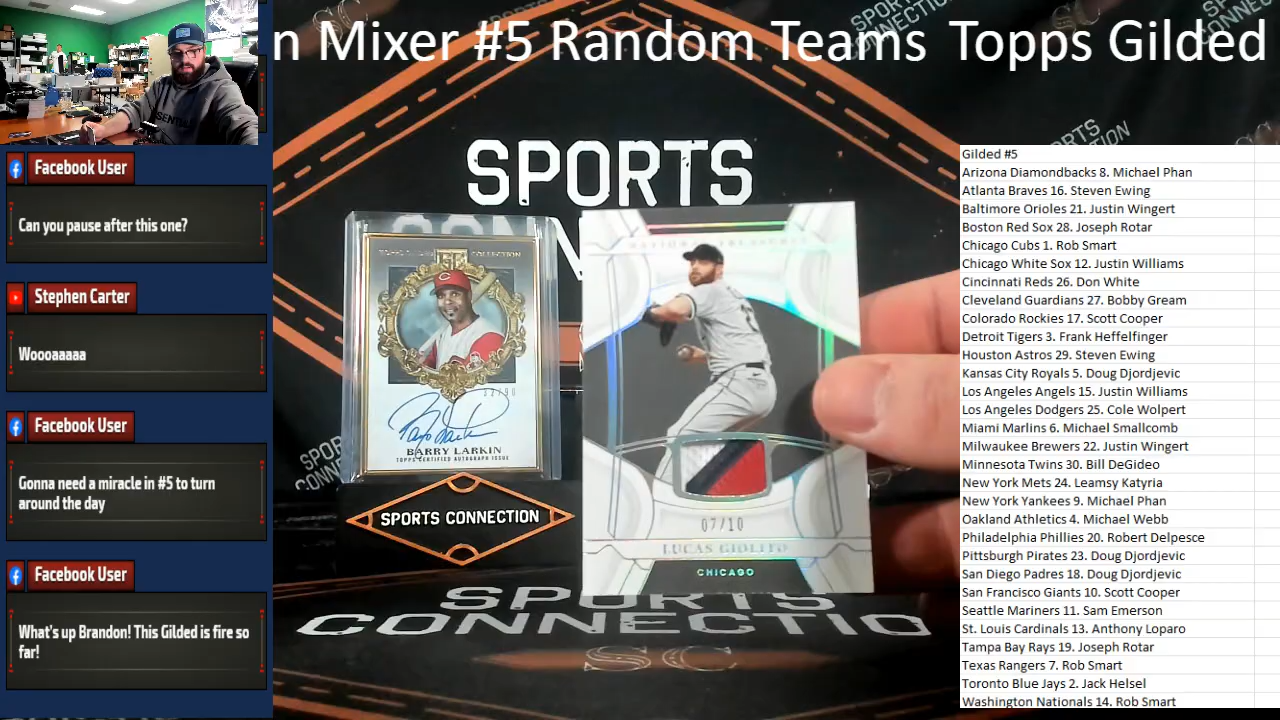 n Mixer #5 Random Teams Topps Gilded
Facebook User
Can you pause after this one?
Stephen Carter
Woooaaaaa
Facebook User
Gonna need a miracle in #5 to turn
around the day
Facebook User
What's up Brandon! This Gilded is fire so
far!
SPORTS
BARRY LARKIN
TOPPS CERTIFIED AUTOGRAPH ISSUE
SPORTS CONNECTION
NATIONAL TREASURES
07/10
LUCAS GIOLITO
CHICAGO
SPORTS
CONNECTIO
SC
Gilded #5
Arizona Diamondbacks 8. Michael Phan
Atlanta Braves 16. Steven Ewing
Baltimore Orioles 21. Justin Wingert
Boston Red Sox 28. Joseph Rotar
Chicago Cubs 1. Rob Smart
Chicago White Sox 12. Justin Williams
Cincinnati Reds 26. Don White
Cleveland Guardians 27. Bobby Gream
Colorado Rockies 17. Scott Cooper
Detroit Tigers 3. Frank Heffelfinger
Houston Astros 29. Steven Ewing
Kansas City Royals 5. Doug Djordjevic
Los Angeles Angels 15. Justin Williams
Los Angeles Dodgers 25. Cole Wolpert
Miami Marlins 6. Michael Smallcomb
Milwaukee Brewers 22. Justin Wingert
Minnesota Twins 30. Bill DeGideo
New York Mets 24. Leamsy Katyria
New York Yankees 9. Michael Phan
Oakland Athletics 4. Michael Webb
Philadelphia Phillies 20. Robert Delpesce
Pittsburgh Pirates 23. Doug Djordjevic
San Diego Padres 18. Doug Djordjevic
San Francisco Giants 10. Scott Cooper
Seattle Mariners 11. Sam Emerson
St. Louis Cardinals 13. Anthony Loparo
Tampa Bay Rays 19. Joseph Rotar
Texas Rangers 7. Rob Smart
Toronto Blue Jays 2. Jack Helsel
Washington Nationals 14. Rob Smart